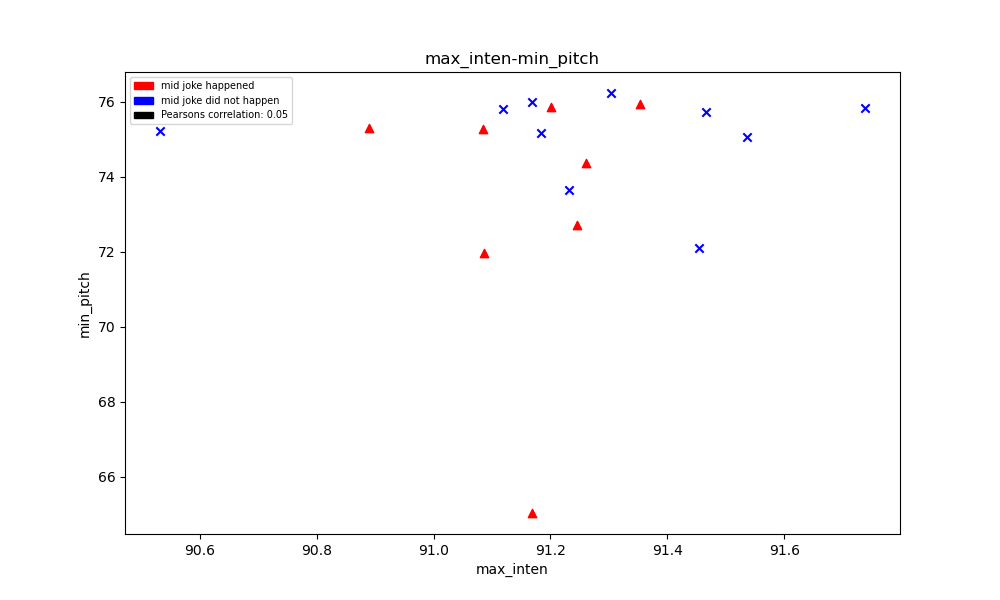 max_inten-min_pitch
mid joke happened
mid joke did not happen
Pearsons correlation: 0.05
76
74
72
70
68
66
min_pitch
90.6 90.8 91.0 91.2 91.4 91.6
max_inten